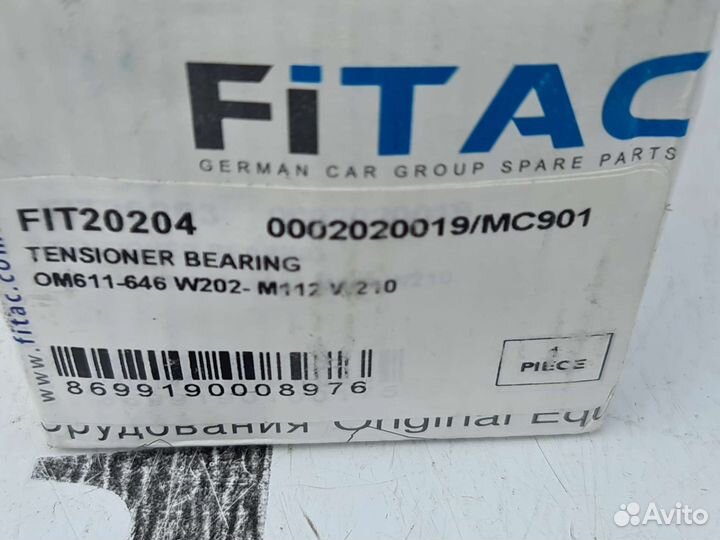 FiTAC
GERMAN CAR GROUP SPARE PARTS
FIT20204 0002020019/MC901
TENSIONER BEARING
OM611-646 W202- M112 W210
www.fitac.com
1
PIECE
8699190008976
орудования Original Equ
Avito